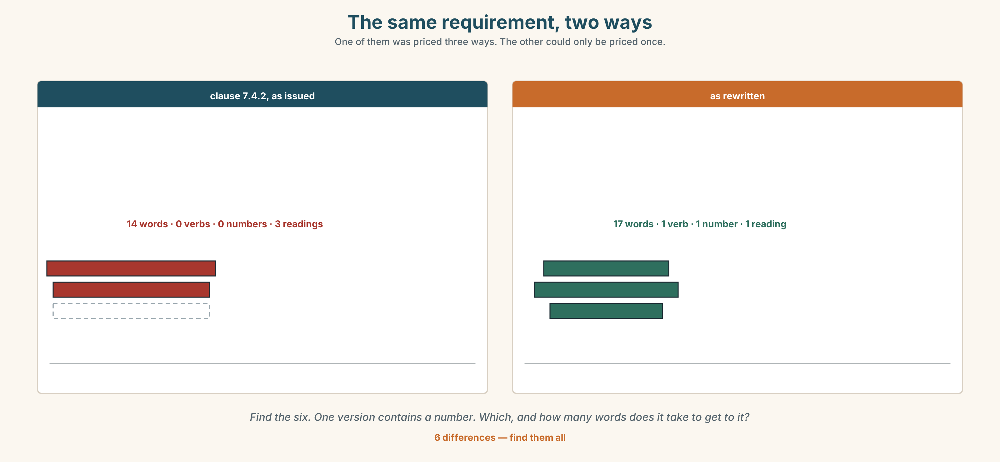 The same requirement, two ways
One of them was priced three ways. The other could only be priced once.
clause 7.4.2, as issued
14 words · 0 verbs · 0 numbers · 3 readings
as rewritten
17 words · 1 verb · 1 number · 1 reading
Find the six. One version contains a number. Which, and how many words does it take to get to it?
6 differences — find them all